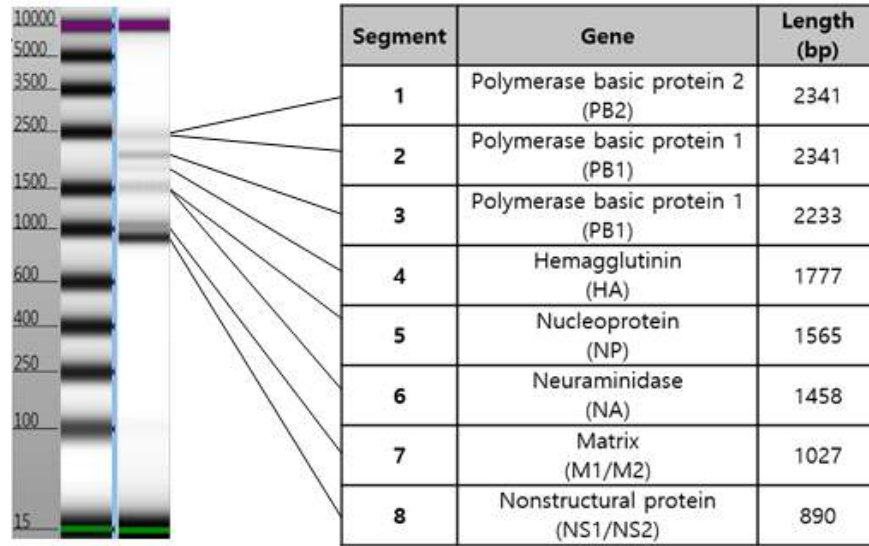 10000
5000
3500
2500
1500
1000
600
400
250
100
15
Segment Gene Length (bp)
1 Polymerase basic protein 2 (PB2) 2341
2 Polymerase basic protein 1 (PB1) 2341
3 Polymerase basic protein 1 (PB1) 2233
4 Hemagglutinin (HA) 1777
5 Nucleoprotein (NP) 1565
6 Neuraminidase (NA) 1458
7 Matrix (M1/M2) 1027
8 Nonstructural protein (NS1/NS2) 890